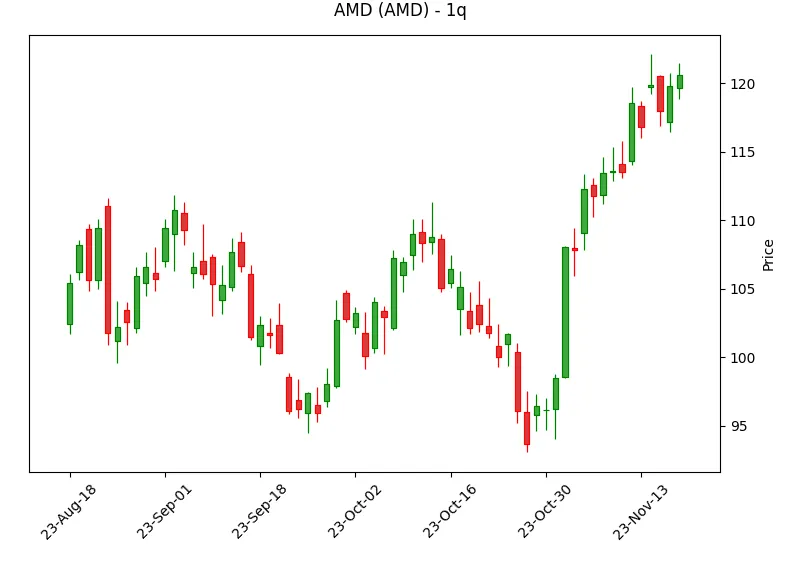 AMD (AMD) - 1q
120
115
110
105
100
95
Price
23-Aug-18
23-Sep-01
23-Sep-18
23-Oct-02
23-Oct-16
23-Oct-30
23-Nov-13